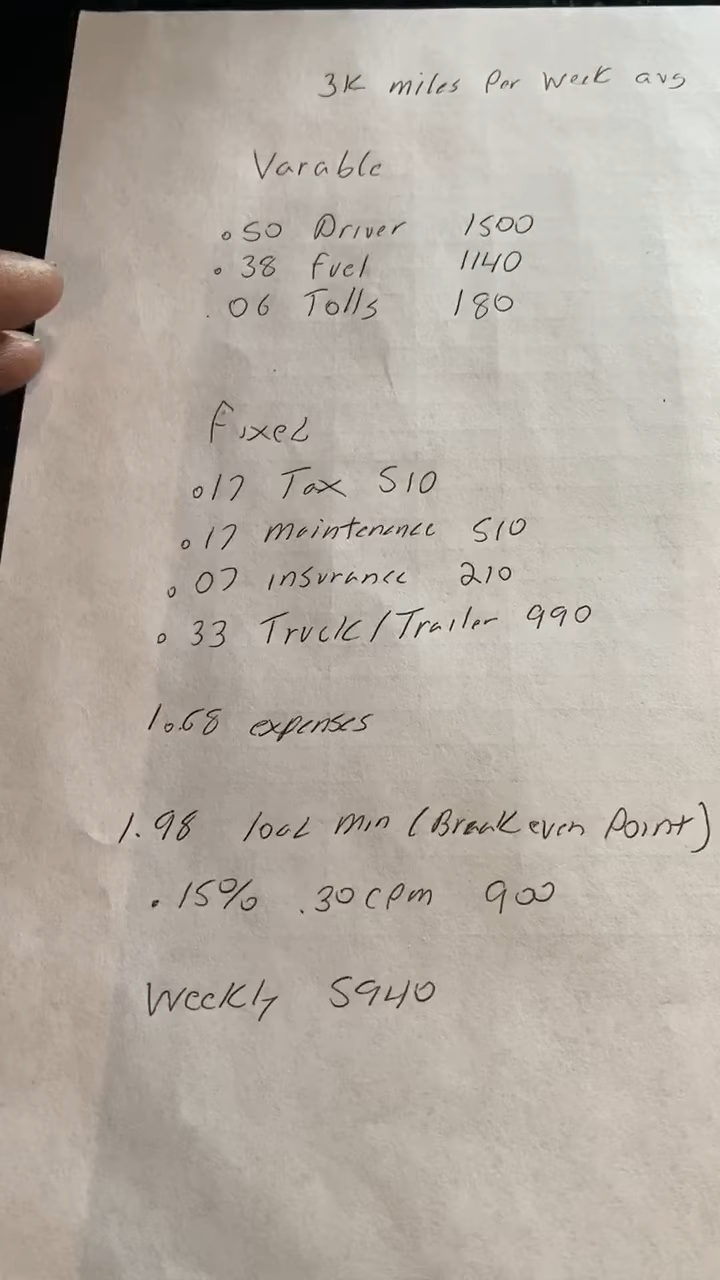 3K miles Per Week avg
Varable
.50 Driver 1500
.38 Fuel 1140
.06 Tolls 180
Fixed
.17 Tax 510
.17 maintenance 510
.07 insurance 210
.33 Truck/Trailer 990
1.68 expenses
1.98 load min (Break even Point)
.15% .30 cpm 900
Weekly 5940